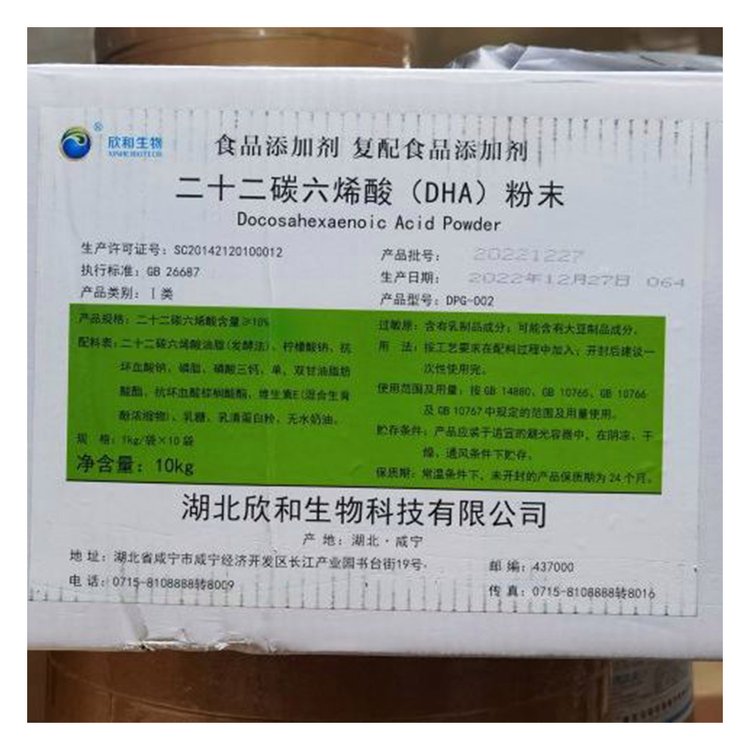 ®
欣和生物
XINHE BIOTECH
食品添加剂 复配食品添加剂
二十二碳六烯酸（DHA）粉末
Docosahexaenoic Acid Powder
生产许可证号：SC20142120100012
执行标准：GB 26687
产品类别：Ⅰ类
产品批号：20221227
生产日期：2022年12月27日 064
产品型号：DPG-002
产品规格：二十二碳六烯酸含量≥10%
配料表：二十二碳六烯酸油脂(发酵法)、柠檬酸钠、抗
坏血酸钠、磷脂、磷酸三钙、单，双甘油脂肪
酸酯、抗坏血酸棕榈酸酯、维生素E(混合生育
酚浓缩物)、乳糖、乳清蛋白粉、无水奶油。
规 格：1kg/袋×10袋
净含量：10kg
过敏原：含有乳制品成分；可能含有大豆制品成分。
用 法：按工艺要求在配料过程中加入；开封后建议一
次性使用完。
使用范围及用量：按 GB 14880、GB 10765、GB 10766
及 GB 10767中规定的范围及用量使用。
贮存条件：产品应装于适宜的避光容器中，在阴凉、干
燥、通风条件下贮存。
保质期：常温条件下，未开封的产品保质期为24个月。
湖北欣和生物科技有限公司
产 地：湖北·咸宁
地 址：湖北省咸宁市咸宁经济开发区长江产业园书台街19号
邮 编：437000
电 话：0715-8108888转8009
传 真：0715-8108888转8016